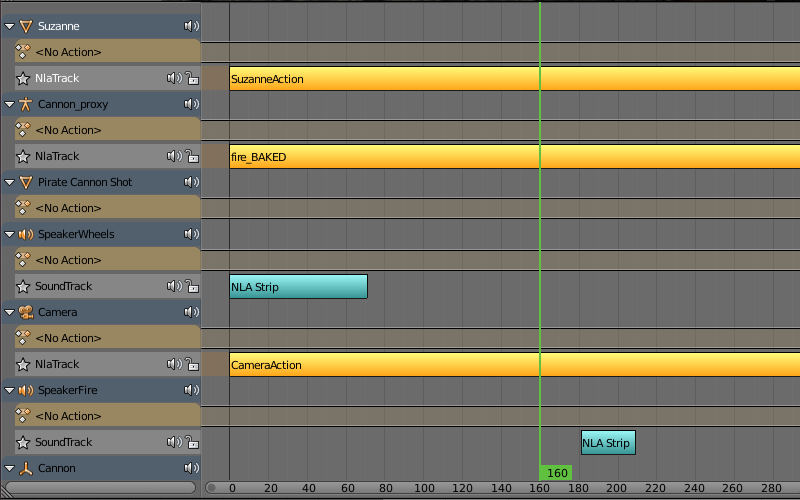 Suzanne
<No Action>
NlaTrack
SuzanneAction
Cannon_proxy
<No Action>
NlaTrack
fire_BAKED
Pirate Cannon Shot
<No Action>
SpeakerWheels
<No Action>
SoundTrack
NLA Strip
Camera
<No Action>
NlaTrack
CameraAction
SpeakerFire
<No Action>
SoundTrack
NLA Strip
Cannon
160
0 20 40 60 80 100 120 140 160 180 200 220 240 260 280